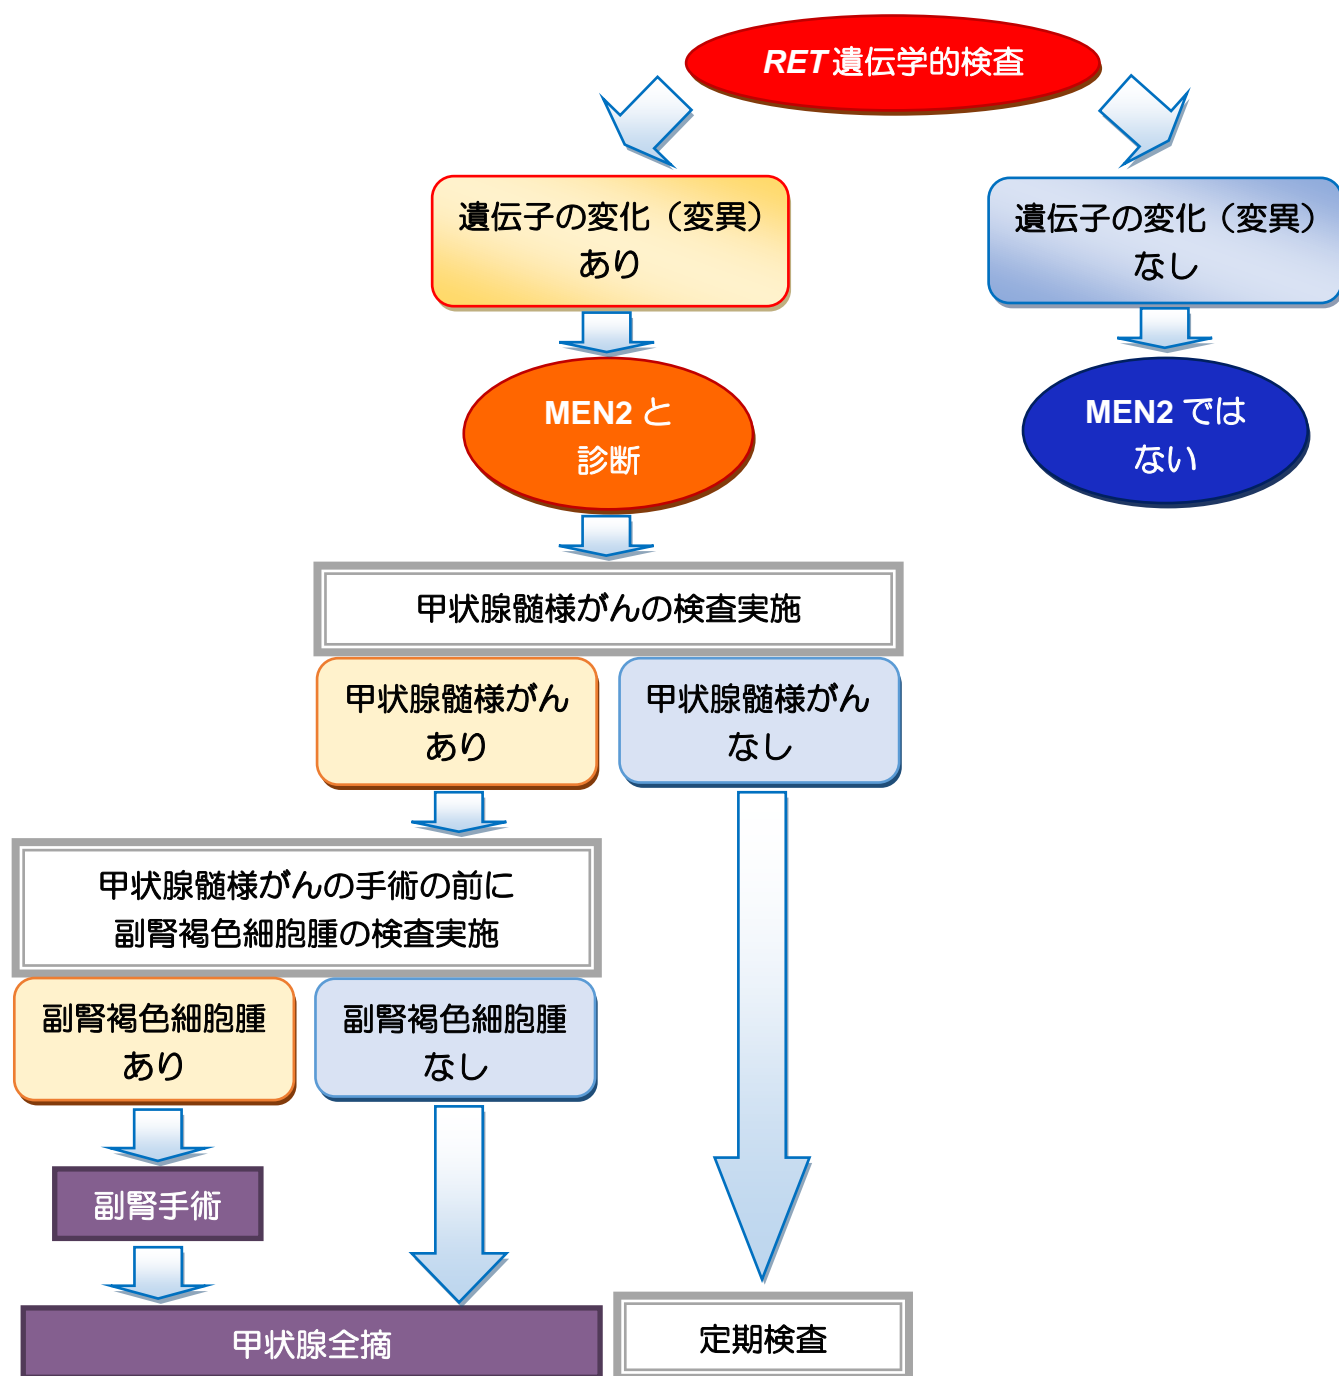 RET 遺伝学的検査
遺伝子の変化（変異）
あり
遺伝子の変化（変異）
なし
MEN2 と
診断
MEN2 では
ない
甲状腺髄様がんの検査実施
甲状腺髄様がん
あり
甲状腺髄様がん
なし
甲状腺髄様がんの手術の前に
副腎褐色細胞腫の検査実施
副腎褐色細胞腫
あり
副腎褐色細胞腫
なし
副腎手術
甲状腺全摘
定期検査